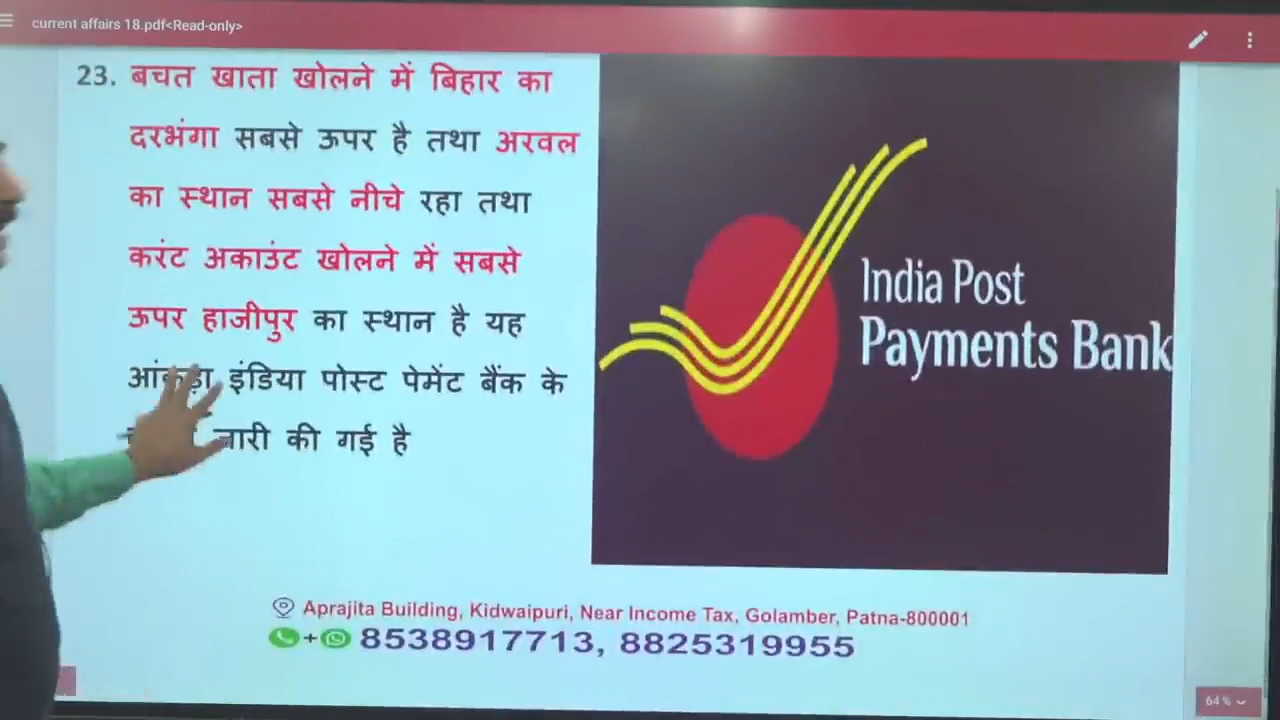 current affairs 18.pdf<Read-only>
23. बचत खाता खोलने में बिहार का
दरभंगा सबसे ऊपर है तथा अरवल
का स्थान सबसे नीचे रहा तथा
करंट अकाउंट खोलने में सबसे
ऊपर हाजीपुर का स्थान है यह
इंडिया पोस्ट पेमेंट बैंक के
जारी की गई है
India Post
Payments Bank
Aprajita Building, Kidwaipuri, Near Income Tax, Golamber, Patna-800001
+ 8538917713, 8825319955
64%